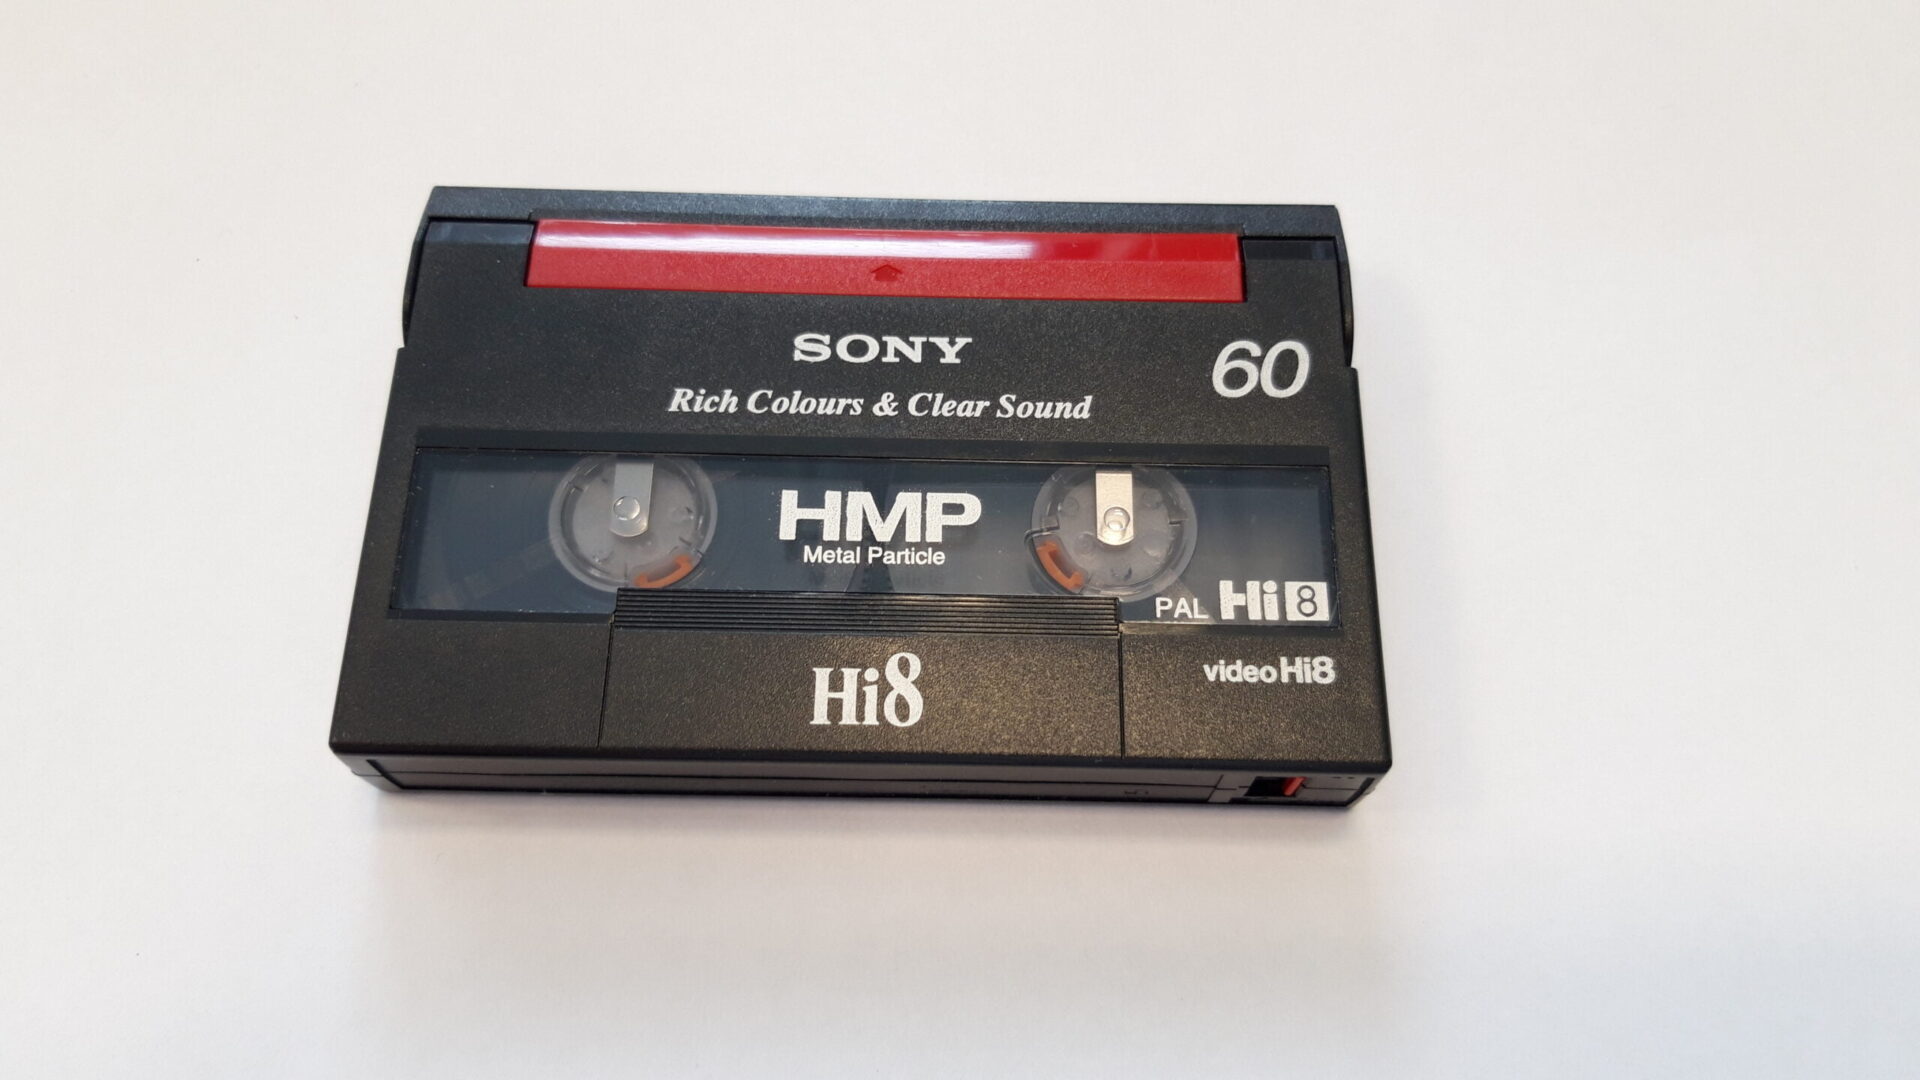 SONY
60
Rich Colours & Clear Sound
HMP
Metal Particle
PAL Hi8
video Hi8
Hi8